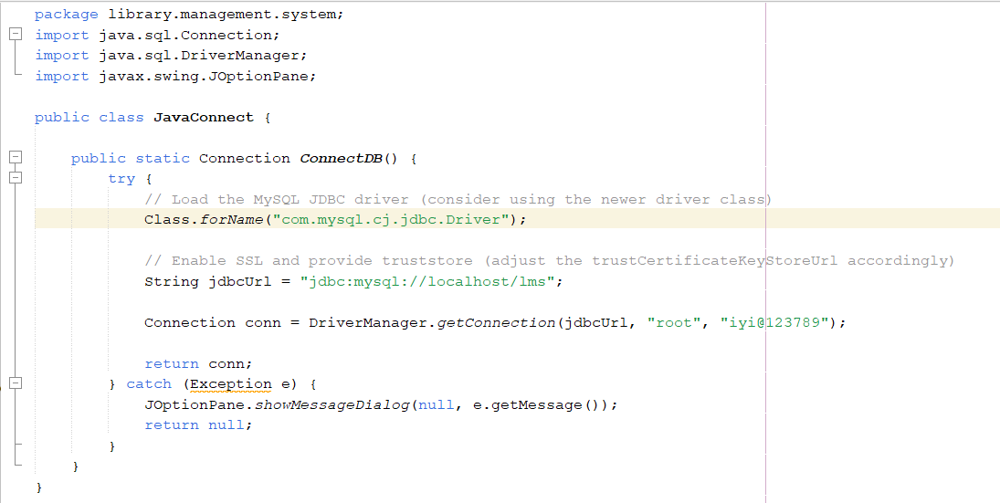 package library.management.system;
import java.sql.Connection;
import java.sql.DriverManager;
import javax.swing.JOptionPane;
public class JavaConnect {
public static Connection ConnectDB() {
try {
// Load the MySQL JDBC driver (consider using the newer driver class)
Class.forName("com.mysql.cj.jdbc.Driver");
// Enable SSL and provide truststore (adjust the trustCertificateKeyStoreUrl accordingly)
String jdbcUrl = "jdbc:mysql://localhost/lms";
Connection conn = DriverManager.getConnection(jdbcUrl, "root", "iyi@123789");
return conn;
} catch (Exception e) {
JOptionPane.showMessageDialog(null, e.getMessage());
return null;
}
}
}